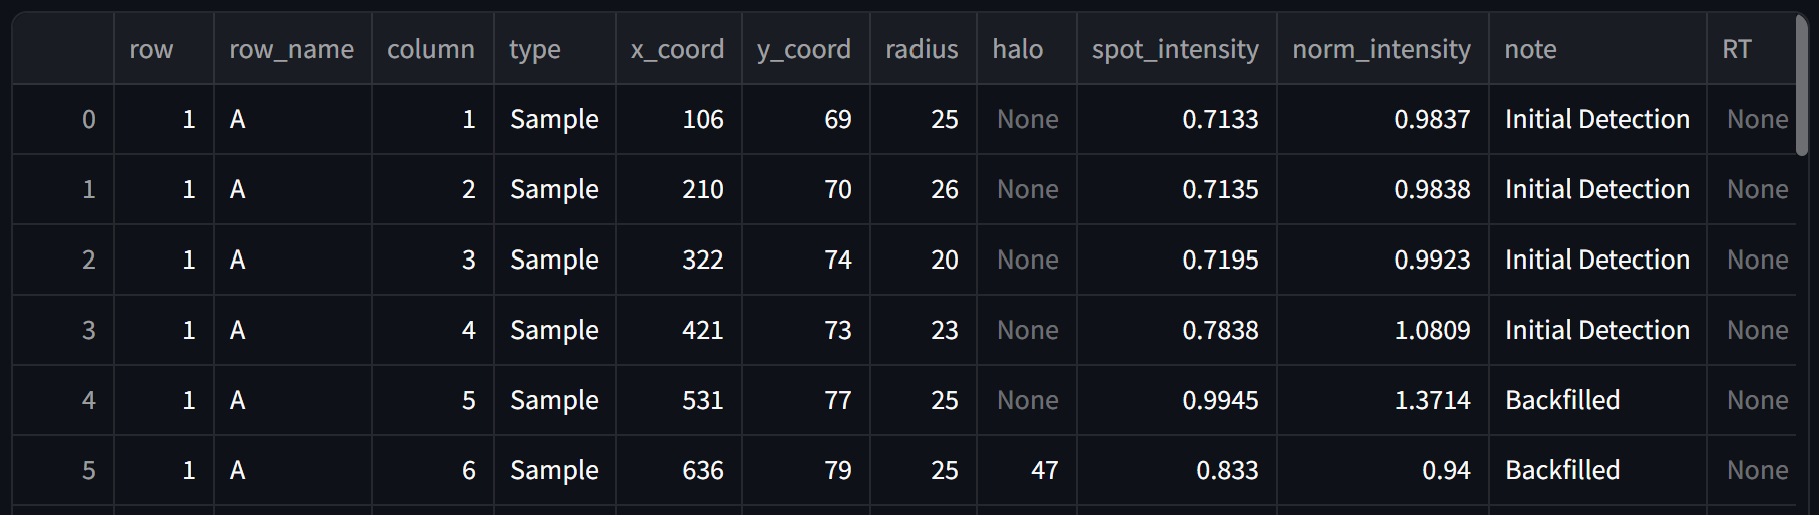 row row_name column type x_coord y_coord radius halo spot_intensity norm_intensity note RT
0 1 A 1 Sample 106 69 25 None 0.7133 0.9837 Initial Detection None
1 1 A 2 Sample 210 70 26 None 0.7135 0.9838 Initial Detection None
2 1 A 3 Sample 322 74 20 None 0.7195 0.9923 Initial Detection None
3 1 A 4 Sample 421 73 23 None 0.7838 1.0809 Initial Detection None
4 1 A 5 Sample 531 77 25 None 0.9945 1.3714 Backfilled None
5 1 A 6 Sample 636 79 25 47 0.833 0.94 Backfilled None